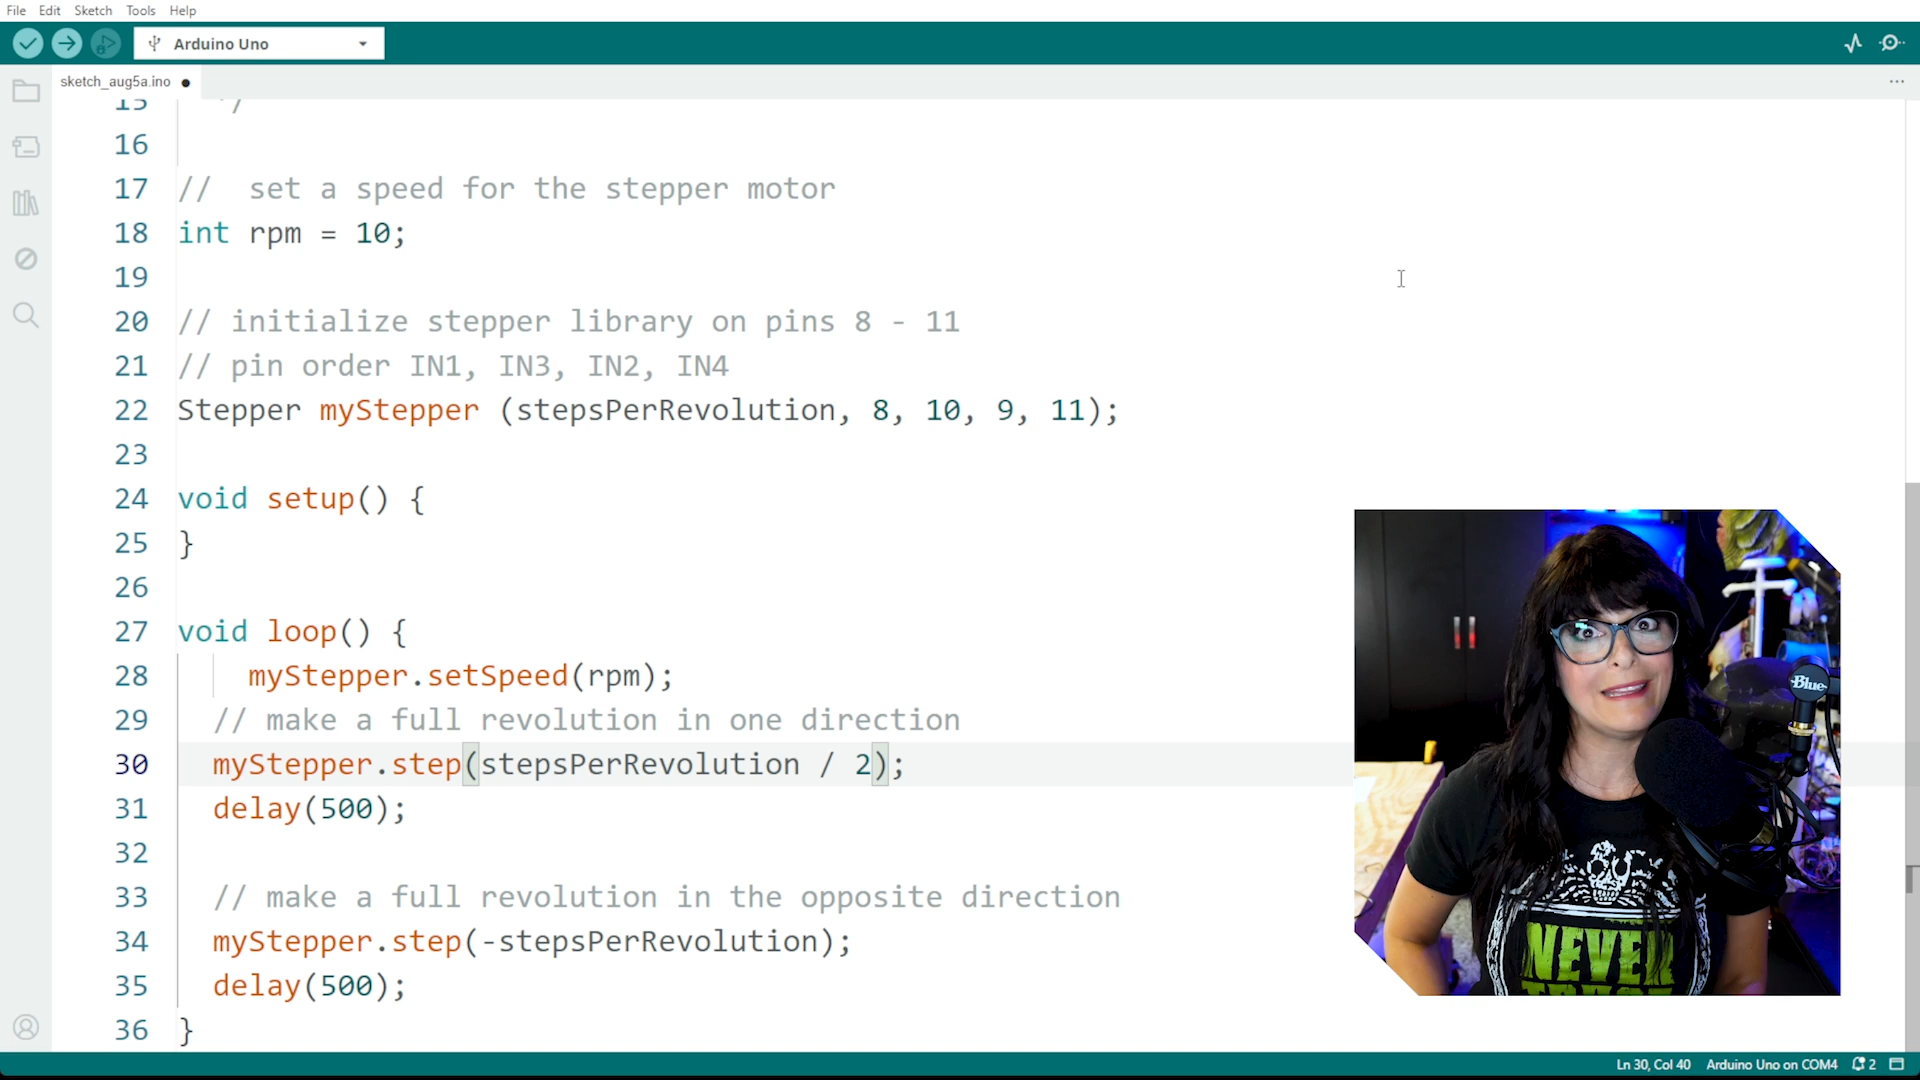 File Edit Sketch Tools Help
Arduino Uno
sketch_aug5a.ino
15 */
16
17 // set a speed for the stepper motor
18 int rpm = 10;
19
20 // initialize stepper library on pins 8 - 11
21 // pin order IN1, IN3, IN2, IN4
22 Stepper myStepper (stepsPerRevolution, 8, 10, 9, 11);
23
24 void setup() {
25 }
26
27 void loop() {
28 myStepper.setSpeed(rpm);
29 // make a full revolution in one direction
30 myStepper.step(stepsPerRevolution / 2);
31 delay(500);
32
33 // make a full revolution in the opposite direction
34 myStepper.step(-stepsPerRevolution);
35 delay(500);
36 }
Blue
NEVER
Ln 30, Col 40 Arduino Uno on COM4 2